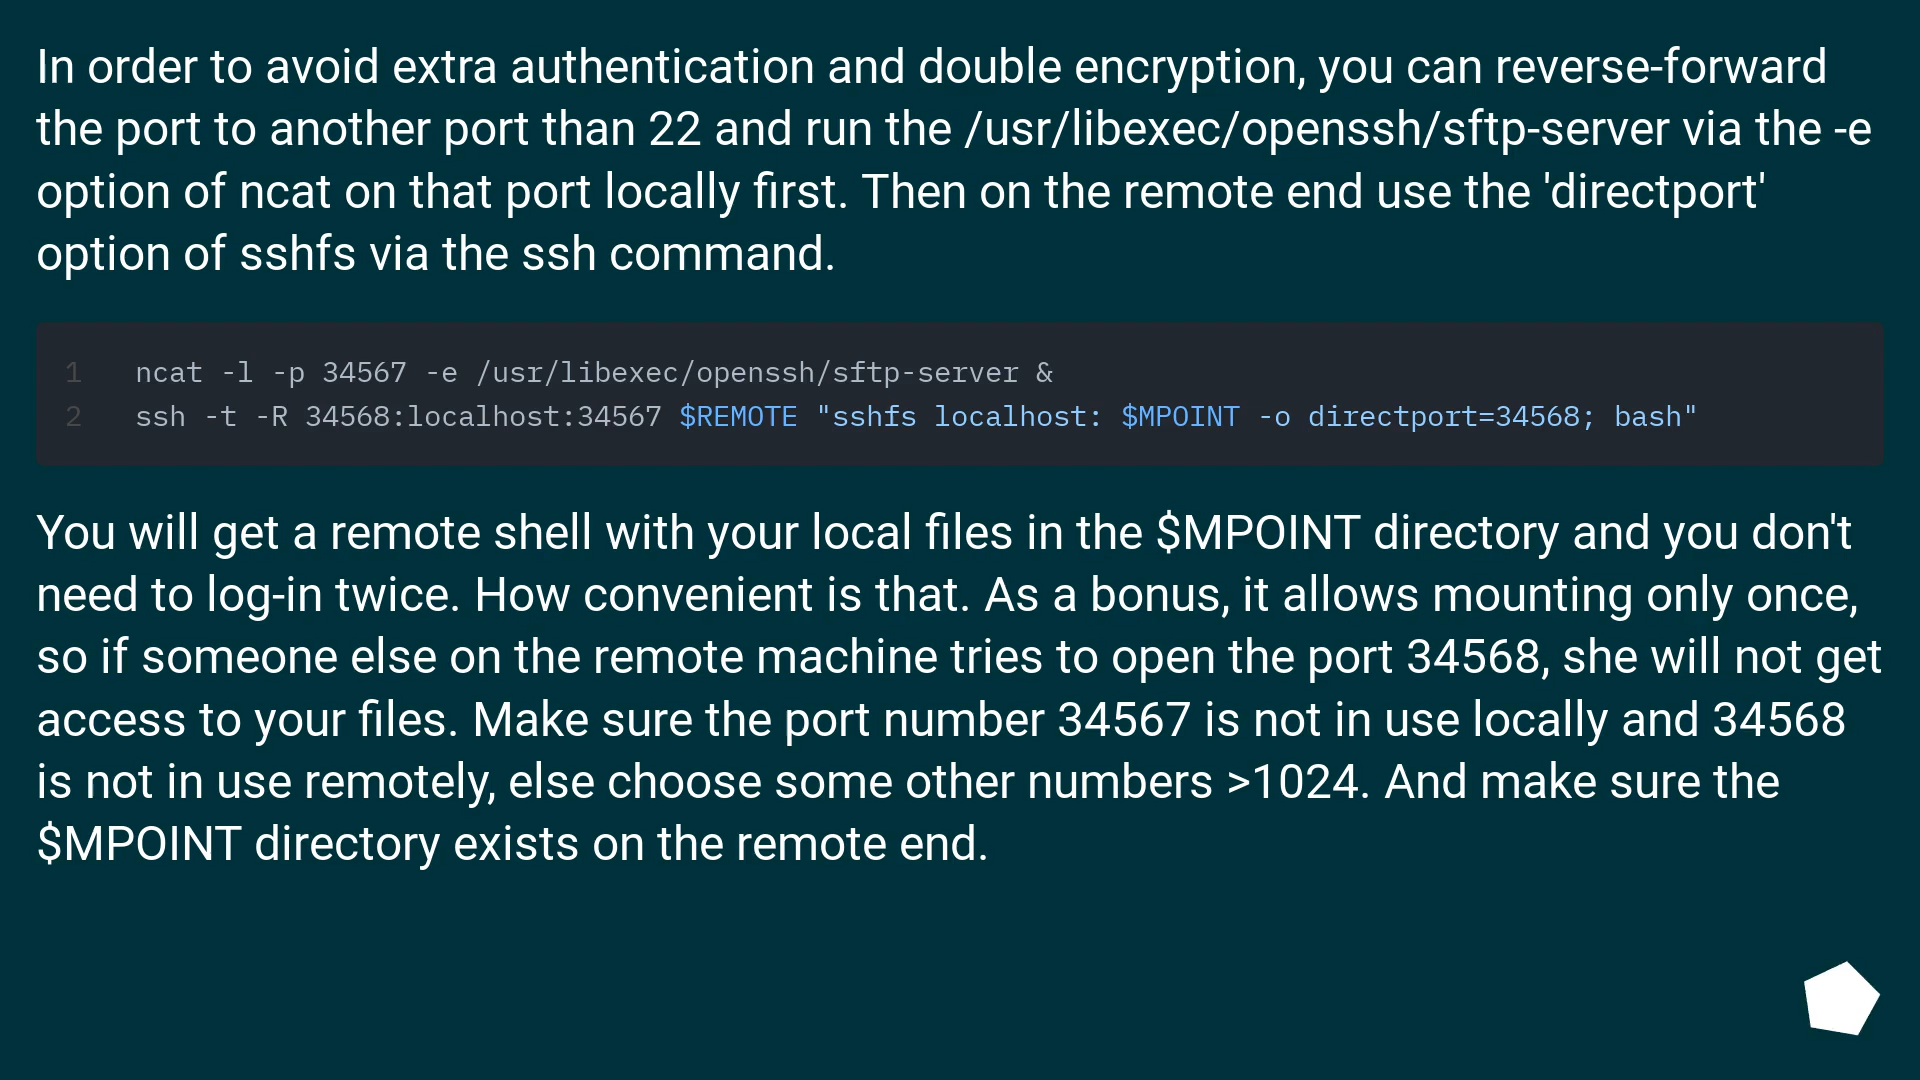 In order to avoid extra authentication and double encryption, you can reverse-forward
the port to another port than 22 and run the /usr/libexec/openssh/sftp-server via the -e
option of ncat on that port locally first. Then on the remote end use the 'directport'
option of sshfs via the ssh command.
1 ncat -l -p 34567 -e /usr/libexec/openssh/sftp-server &
2 ssh -t -R 34568:localhost:34567 $REMOTE "sshfs localhost: $MPOINT -o directport=34568; bash"
You will get a remote shell with your local files in the $MPOINT directory and you don't
need to log-in twice. How convenient is that. As a bonus, it allows mounting only once,
so if someone else on the remote machine tries to open the port 34568, she will not get
access to your files. Make sure the port number 34567 is not in use locally and 34568
is not in use remotely, else choose some other numbers >1024. And make sure the
$MPOINT directory exists on the remote end.